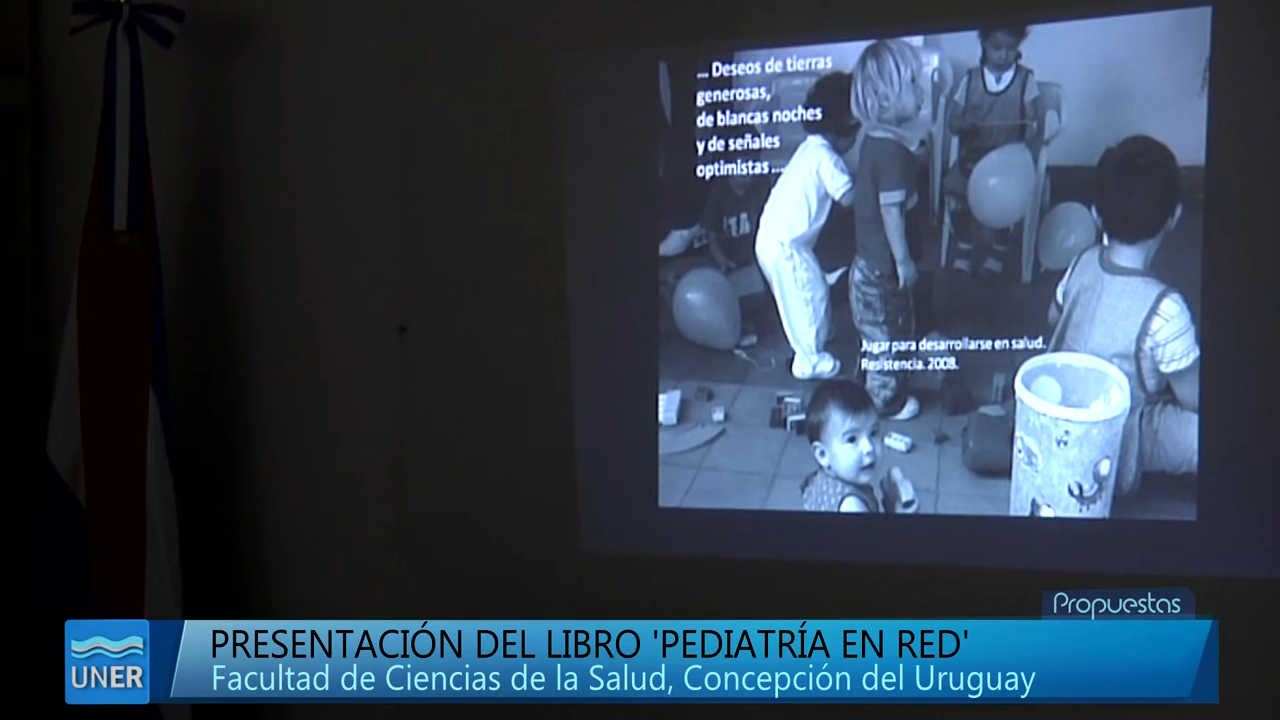 ... Deseos de tierras
generosas,
de blancas noches
y de señales
optimistas ...
Jugar para desarrollarse en salud.
Resistencia. 2008.
Propuestas
UNER
PRESENTACIÓN DEL LIBRO 'PEDIATRÍA EN RED'
Facultad de Ciencias de la Salud, Concepción del Uruguay